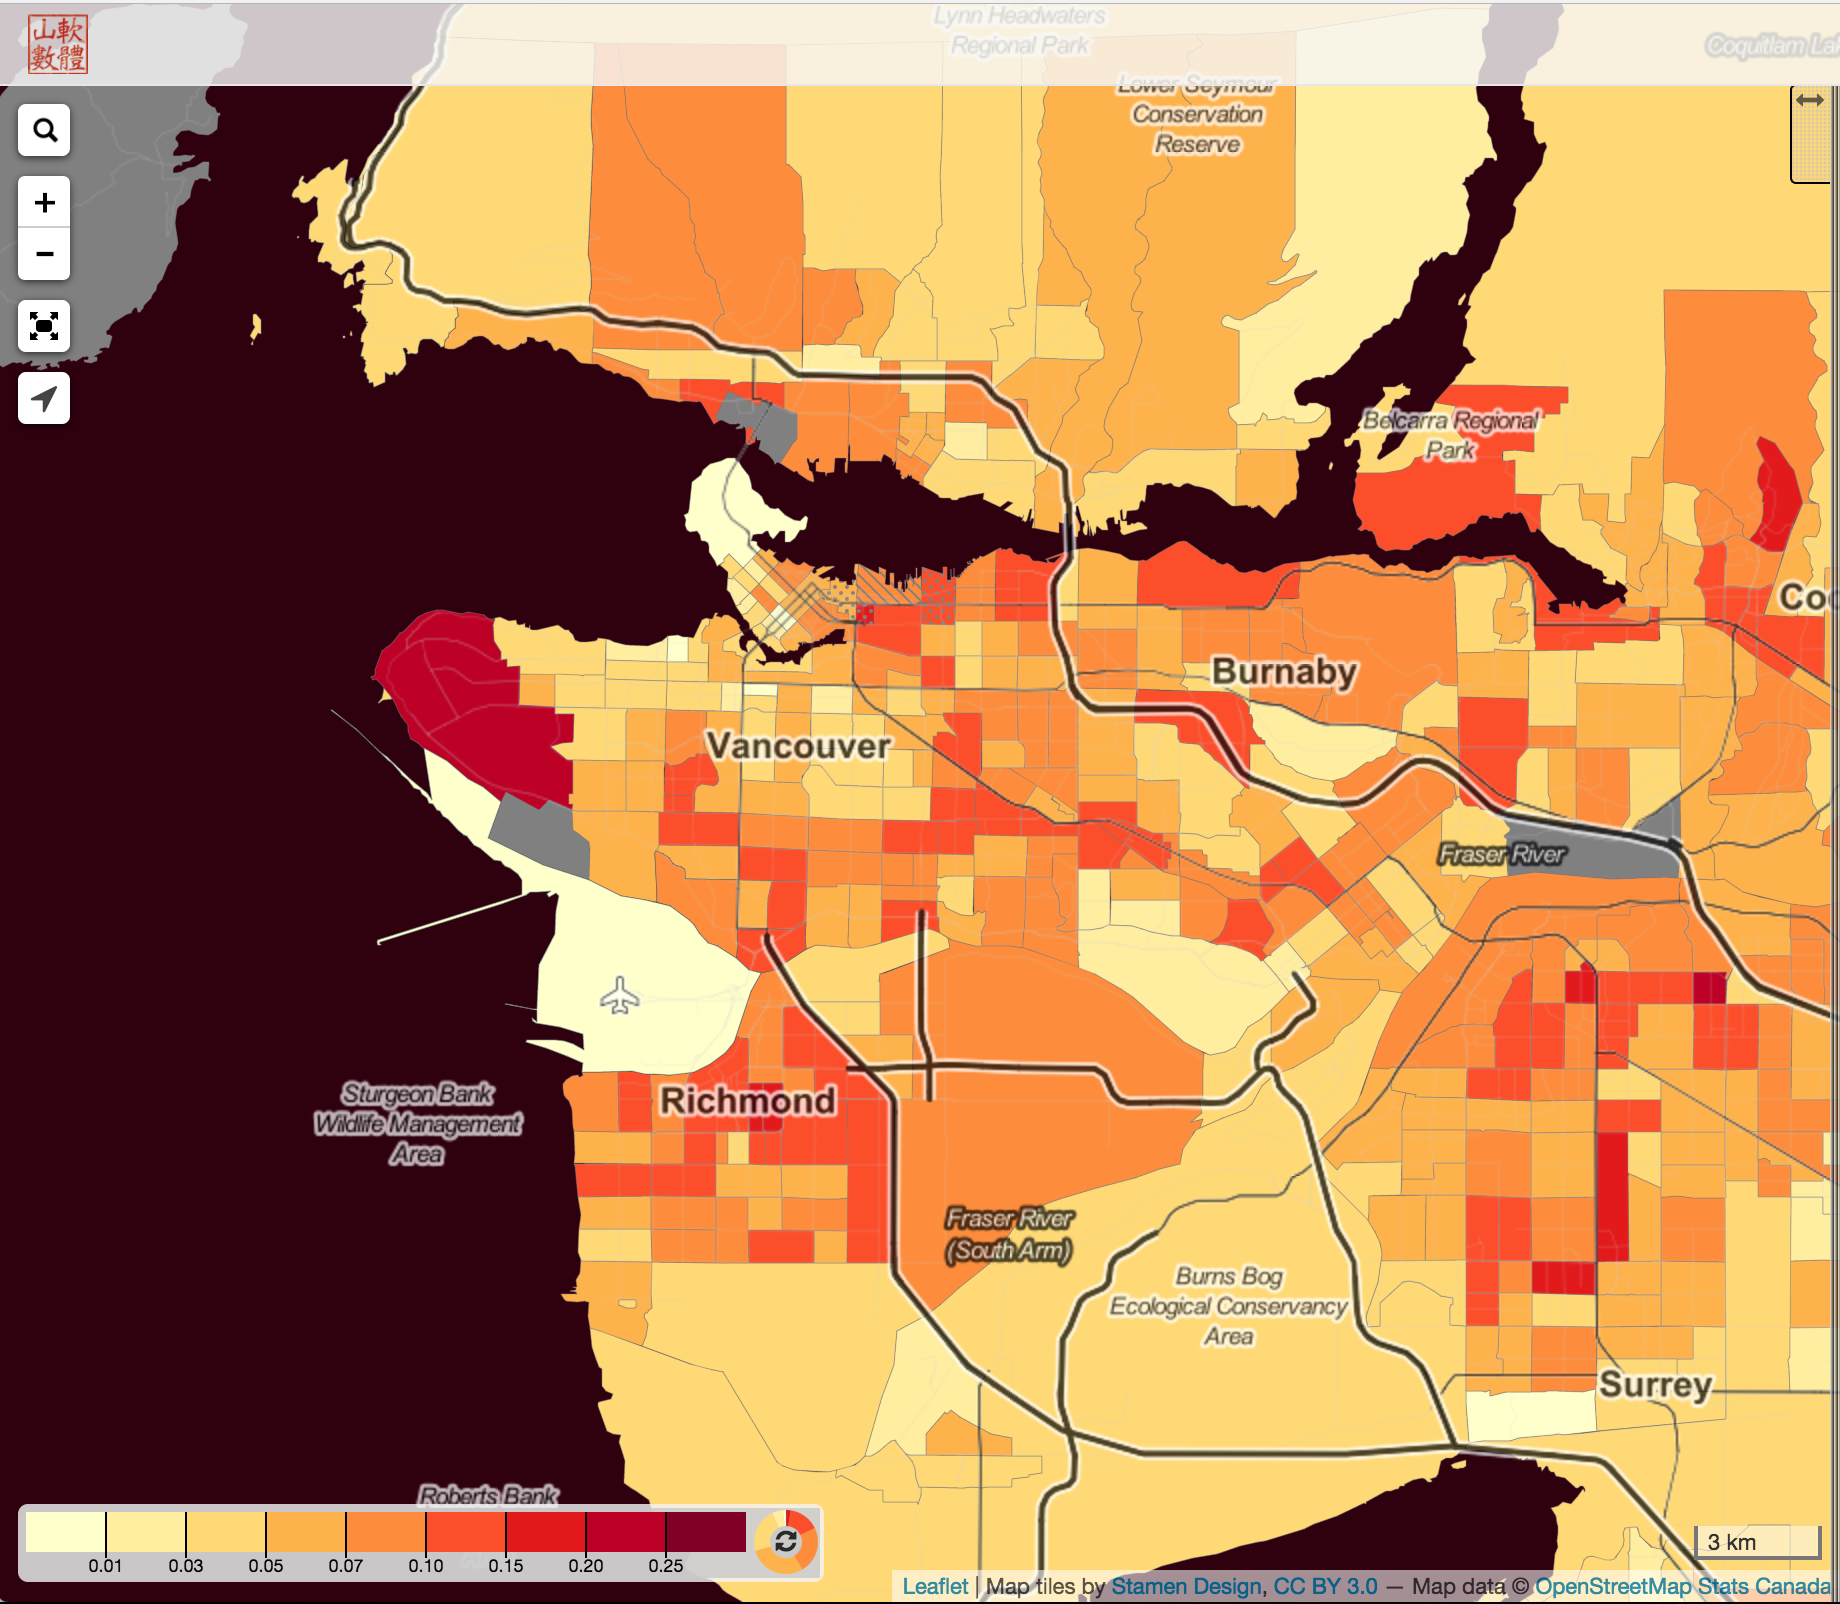 Lynn Headwaters
Regional Park
山軟
數體
Lower Seymour
Conservation
Reserve
Belcarra Regional
Park
Burnaby
Vancouver
Fraser River
Richmond
Sturgeon Bank
Wildlife Management
Area
Fraser River
(South Arm)
Burns Bog
Ecological Conservancy
Area
Surrey
Roberts Bank
0.01 0.03 0.05 0.07 0.10 0.15 0.20 0.25
3 km
Leaflet | Map tiles by Stamen Design, CC BY 3.0 — Map data © OpenStreetMap Stats Canada